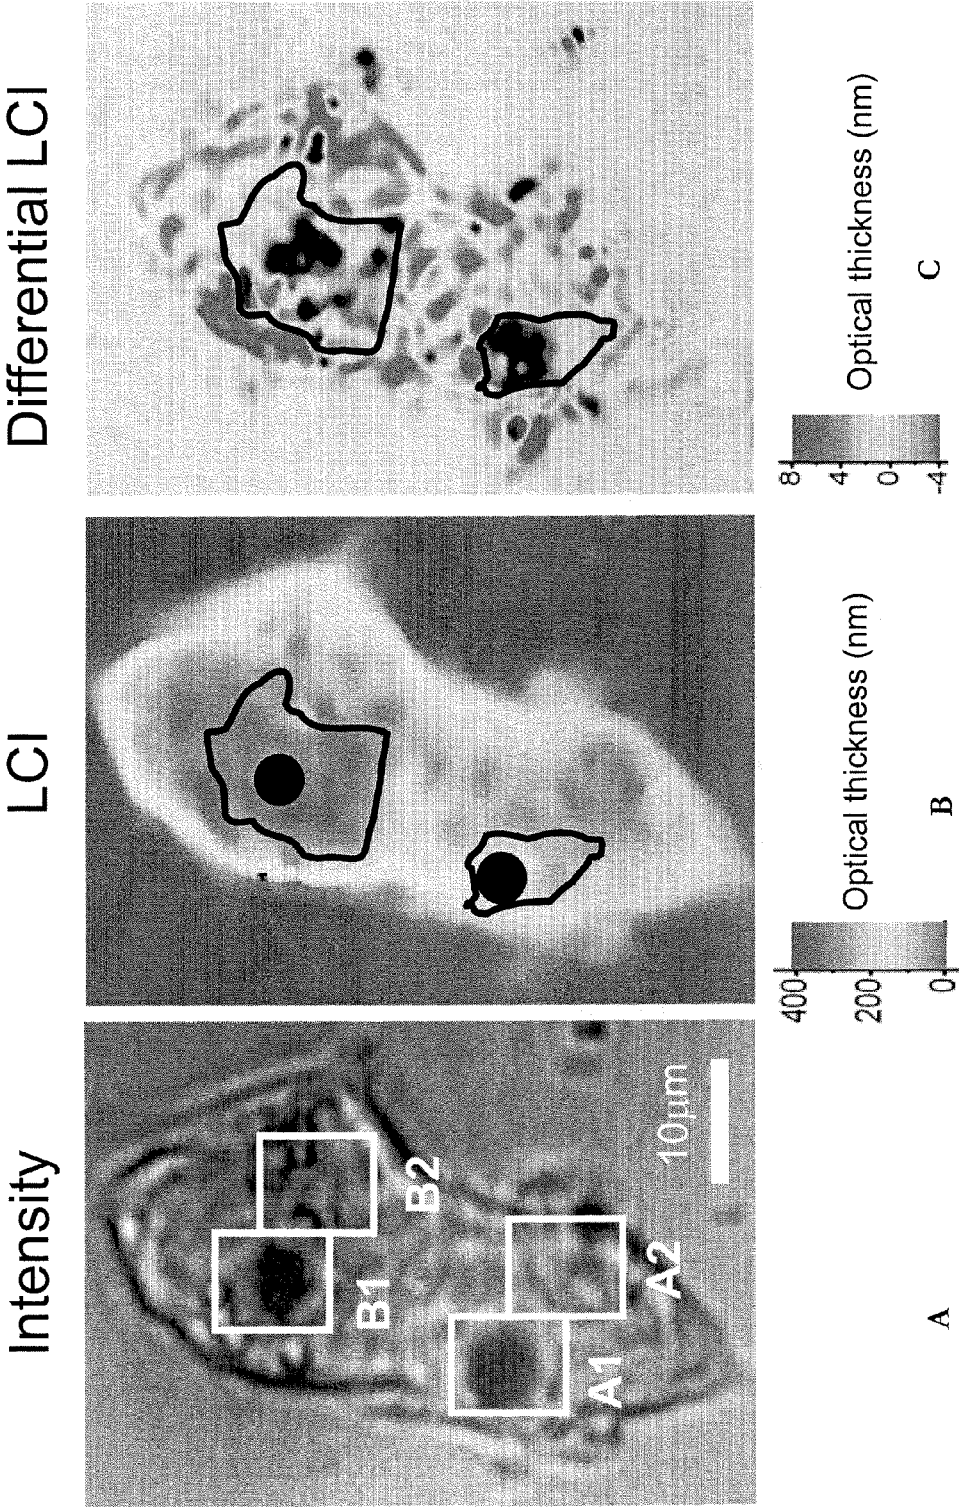 Intensity
B1
B2
A1
A2
10µm
A
LCI
400
200
0
Optical thickness (nm)
B
Differential LCI
8
4
0
-4
Optical thickness (nm)
C